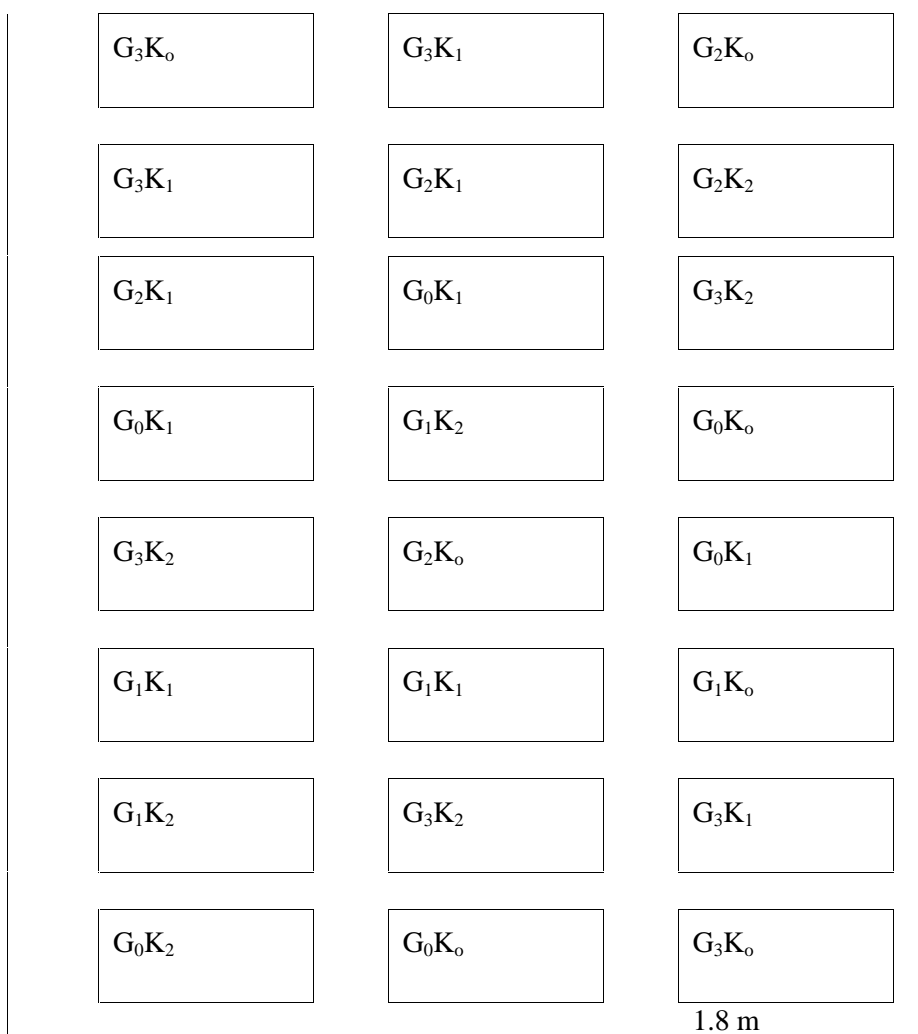 G₃Kₒ G₃K₁ G₂Kₒ
G₃K₁ G₂K₁ G₂K₂
G₂K₁ G₀K₁ G₃K₂
G₀K₁ G₁K₂ G₀Kₒ
G₃K₂ G₂Kₒ G₀K₁
G₁K₁ G₁K₁ G₁Kₒ
G₁K₂ G₃K₂ G₃K₁
G₀K₂ G₀Kₒ G₃Kₒ
1.8 m